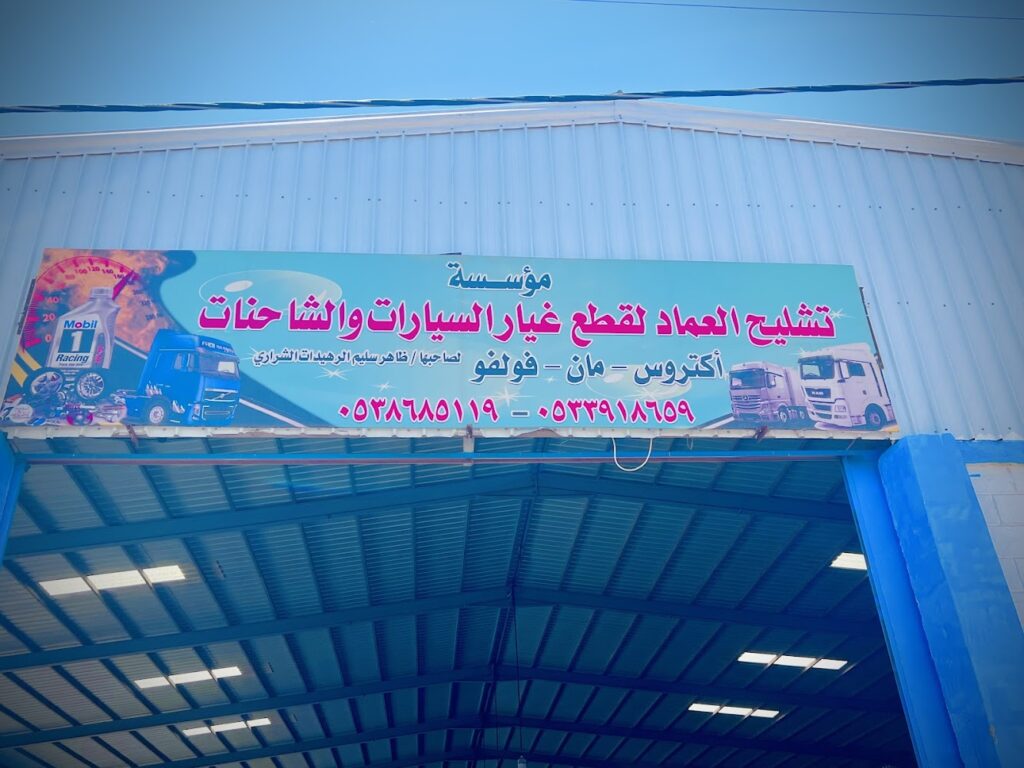 مؤسسة
تشليح العماد لقطع غيار السيارات والشاحنات
أكتروس - مان - فولفو
لصاحبها / ظاهر سليم الرهيدات الشراري
٠٥٣٣٩١٨٦٥٩ - ٠٥٣٨٦٨٥١١٩
Mobil
1
Racing